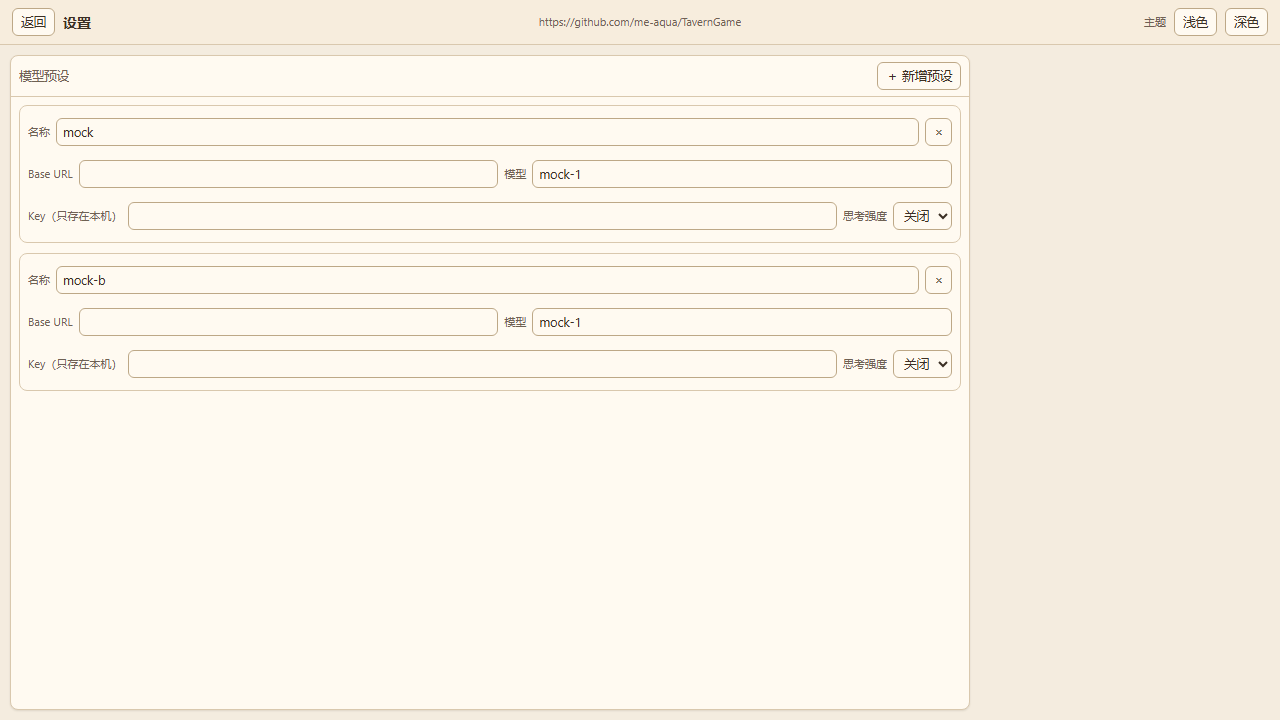 返回 设置 https://github.com/me-aqua/TavernGame 主题 浅色 深色
模型预设 + 新增预设
名称 mock ×
Base URL 模型 mock-1
Key（只存在本机） 思考强度 关闭
名称 mock-b ×
Base URL 模型 mock-1
Key（只存在本机） 思考强度 关闭